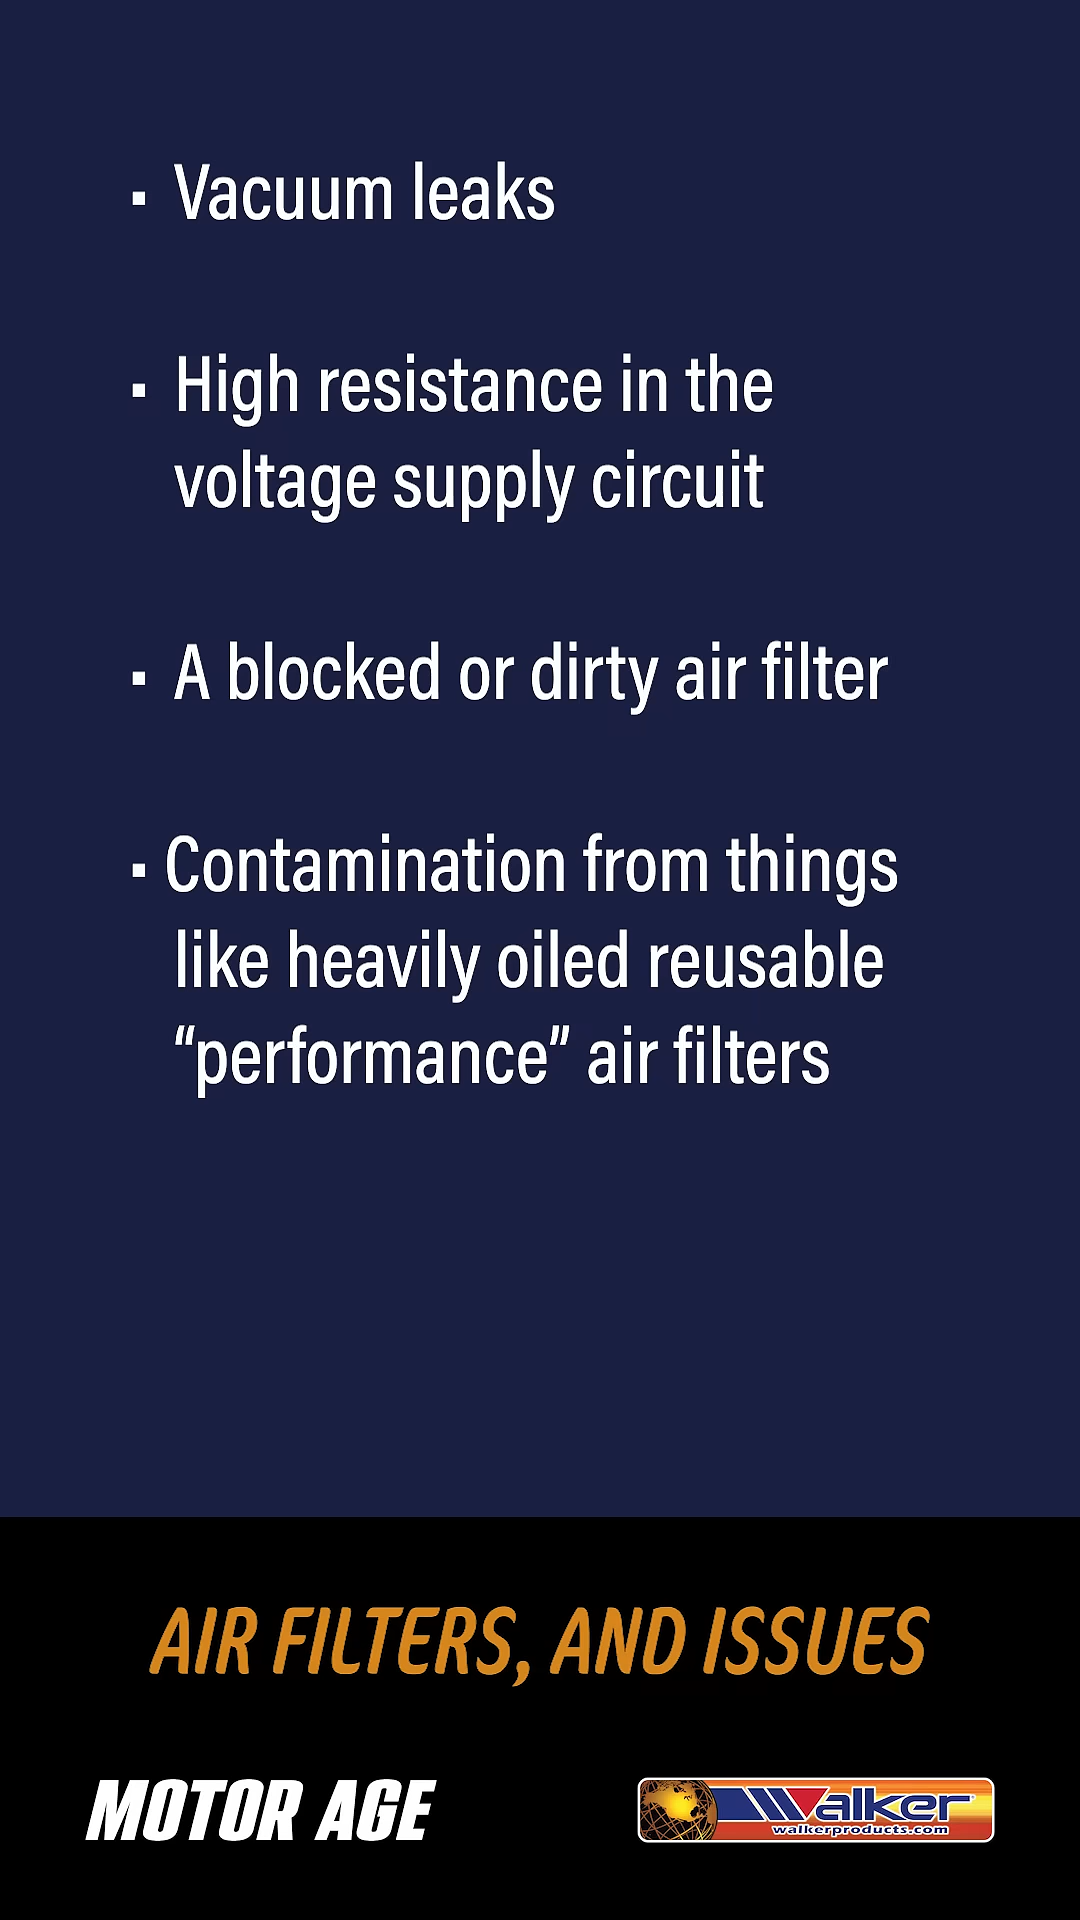 ▪ Vacuum leaks
▪ High resistance in the
voltage supply circuit
▪ A blocked or dirty air filter
▪ Contamination from things
like heavily oiled reusable
“performance” air filters
AIR FILTERS, AND ISSUES
MOTOR AGE
Walker
walkerproducts.com